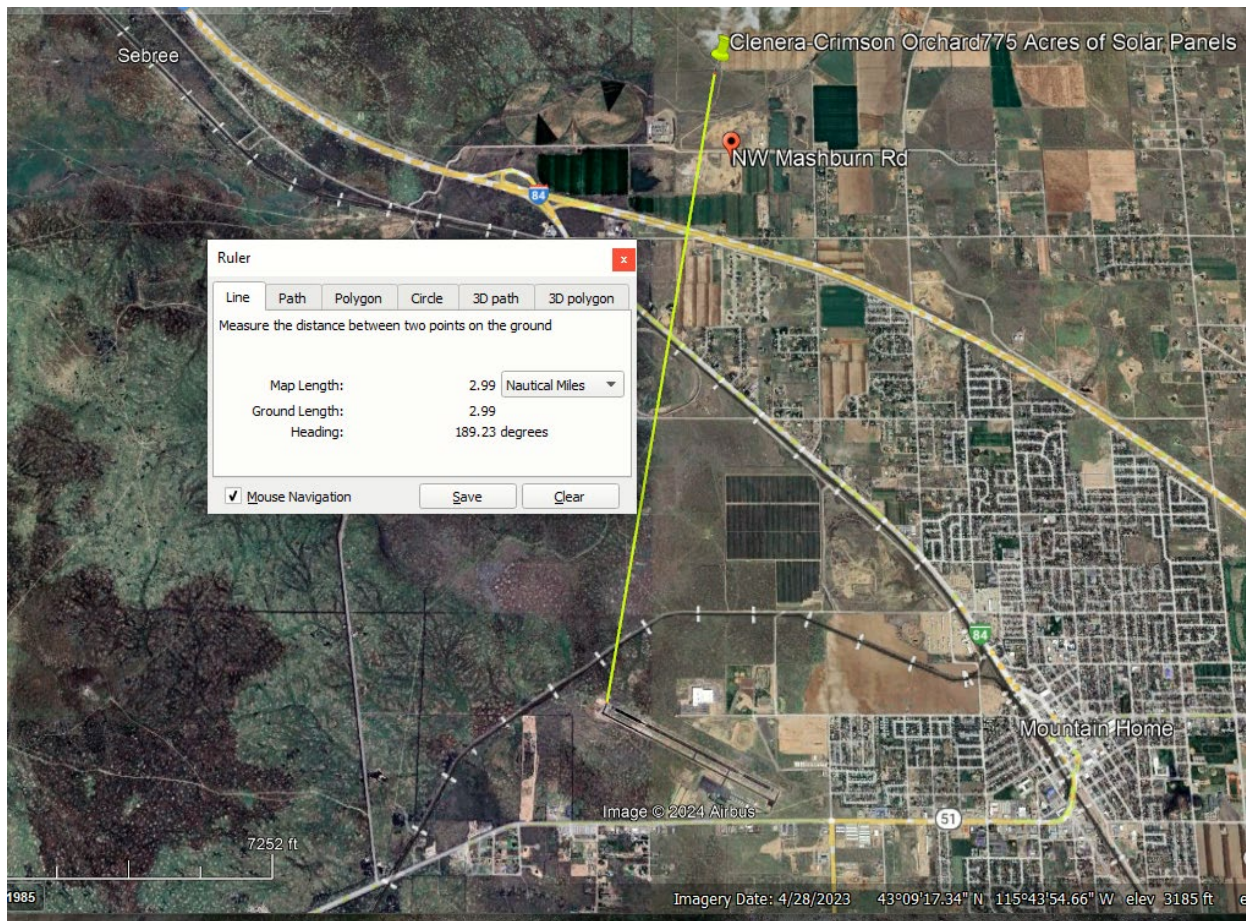 Sebree
Clenera-Crimson Orchard775 Acres of Solar Panels
NW Mashburn Rd
84
Ruler
x
Line Path Polygon Circle 3D path 3D polygon
Measure the distance between two points on the ground
Map Length: 2.99 Nautical Miles
Ground Length: 2.99
Heading: 189.23 degrees
Mouse Navigation Save Clear
84
Mountain Home
Image © 2024 Airbus
51
7252 ft
1985
Imagery Date: 4/28/2023 43°09'17.34" N 115°43'54.66" W elev 3185 ft e